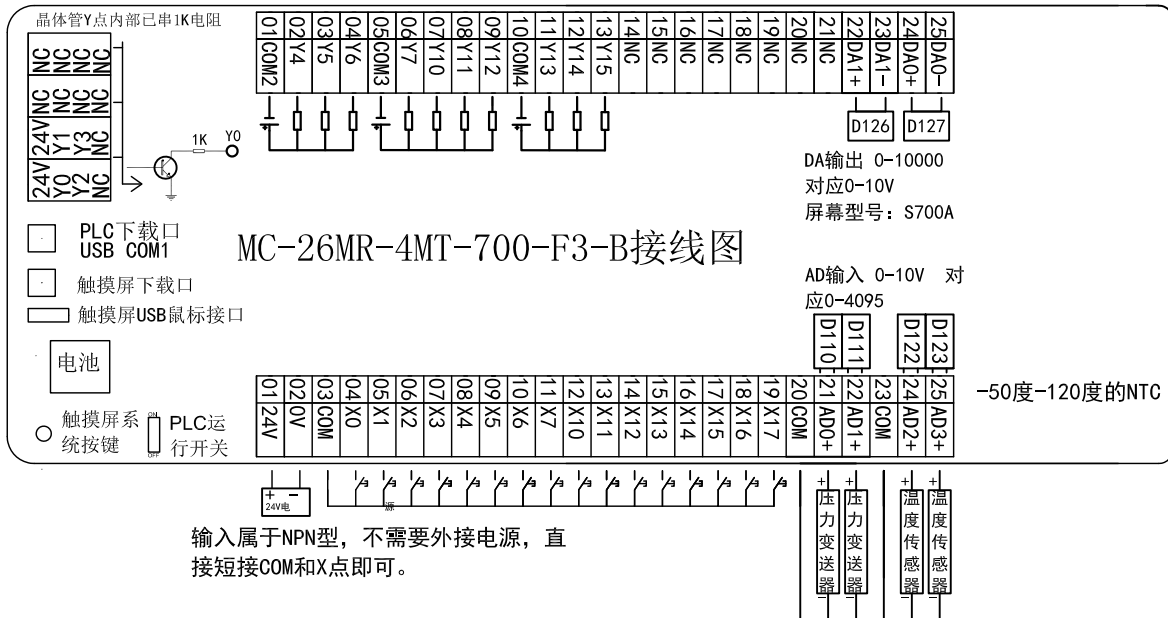 晶体管Y点内部已串1K电阻
NC NC NC NC
NC NC NC NC
24V Y1 Y3 NC
24V Y0 Y2 NC
1K
Y0
01 COM2
02 Y4
03 Y5
04 Y6
05 COM3
06 Y7
07 Y10
08 Y11
09 Y12
10 COM4
11 Y13
12 Y14
13 Y15
14 NC
15 NC
16 NC
17 NC
18 NC
19 NC
20 NC
21 NC
22 DA1+
23 DA1-
24 DA0+
25 DA0-
D126
D127
DA输出 0-10000
对应0-10V
屏幕型号: S700A
PLC下载口
USB COM1
触摸屏下载口
触摸屏USB鼠标接口
MC-26MR-4MT-700-F3-B接线图
AD输入 0-10V 对
应0-4095
D110
D111
D122
D123
电池
触摸屏系
统按键
ON
OFF
PLC运
行开关
01 24V
02 0V
03 COM
04 X0
05 X1
06 X2
07 X3
08 X4
09 X5
10 X6
11 X7
12 X10
13 X11
14 X12
15 X13
16 X14
17 X15
18 X16
19 X17
20 COM
21 AD0+
22 AD1+
23 COM
24 AD2+
25 AD3+
-50度-120度的NTC
+ -
24V电
源
+压力变送器-
+压力变送器-
+温度传感器-
+温度传感器-
输入属于NPN型，不需要外接电源，直
接短接COM和X点即可。